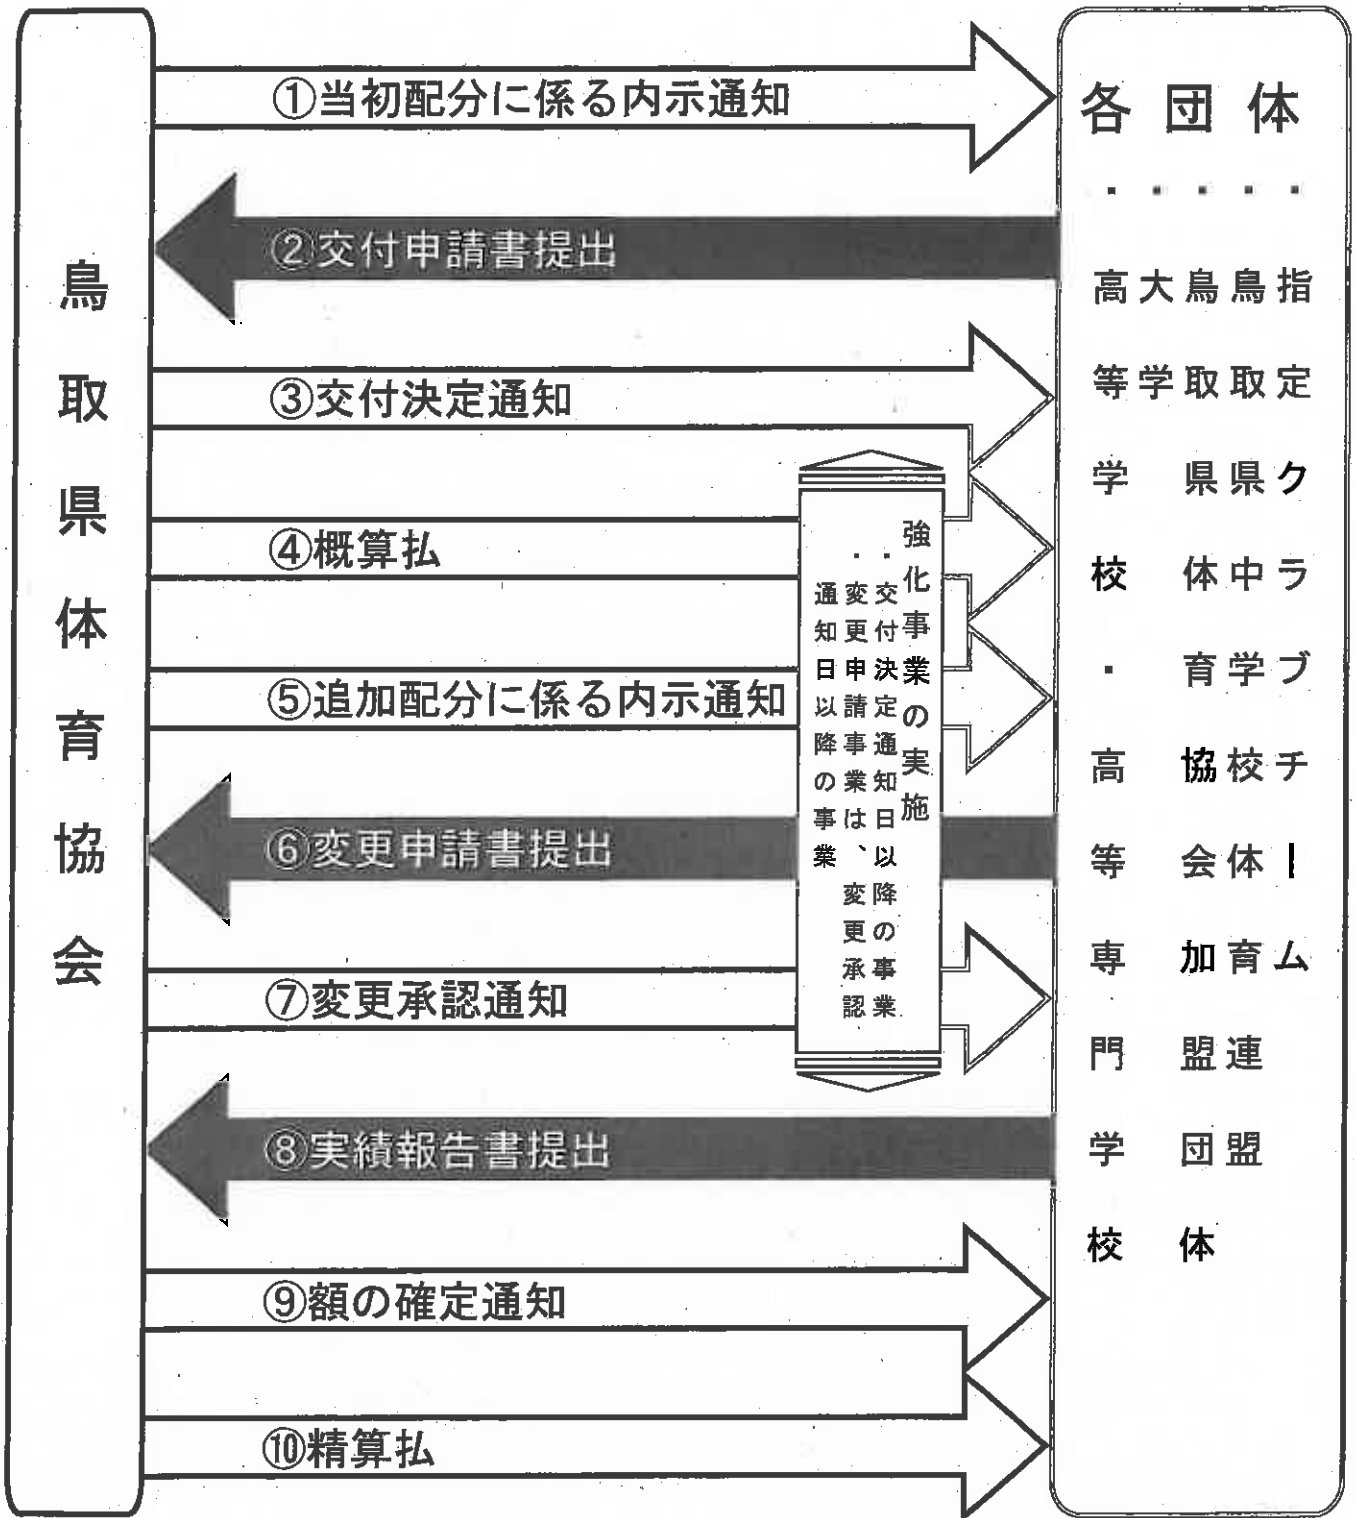 鳥取県体育協会
①当初配分に係る内示通知
②交付申請書提出
③交付決定通知
④概算払
⑤追加配分に係る内示通知
⑥変更申請書提出
⑦変更承認通知
⑧実績報告書提出
⑨額の確定通知
⑩精算払
強化事業の実施
・交付決定通知日以降の事業
・変更申請事業は、変更承認
通知日以降の事業
各団体
・指定クラブチーム
・鳥取県中学校体育連盟
・鳥取県体育協会加盟団体
・大学
・高等学校・高等専門学校